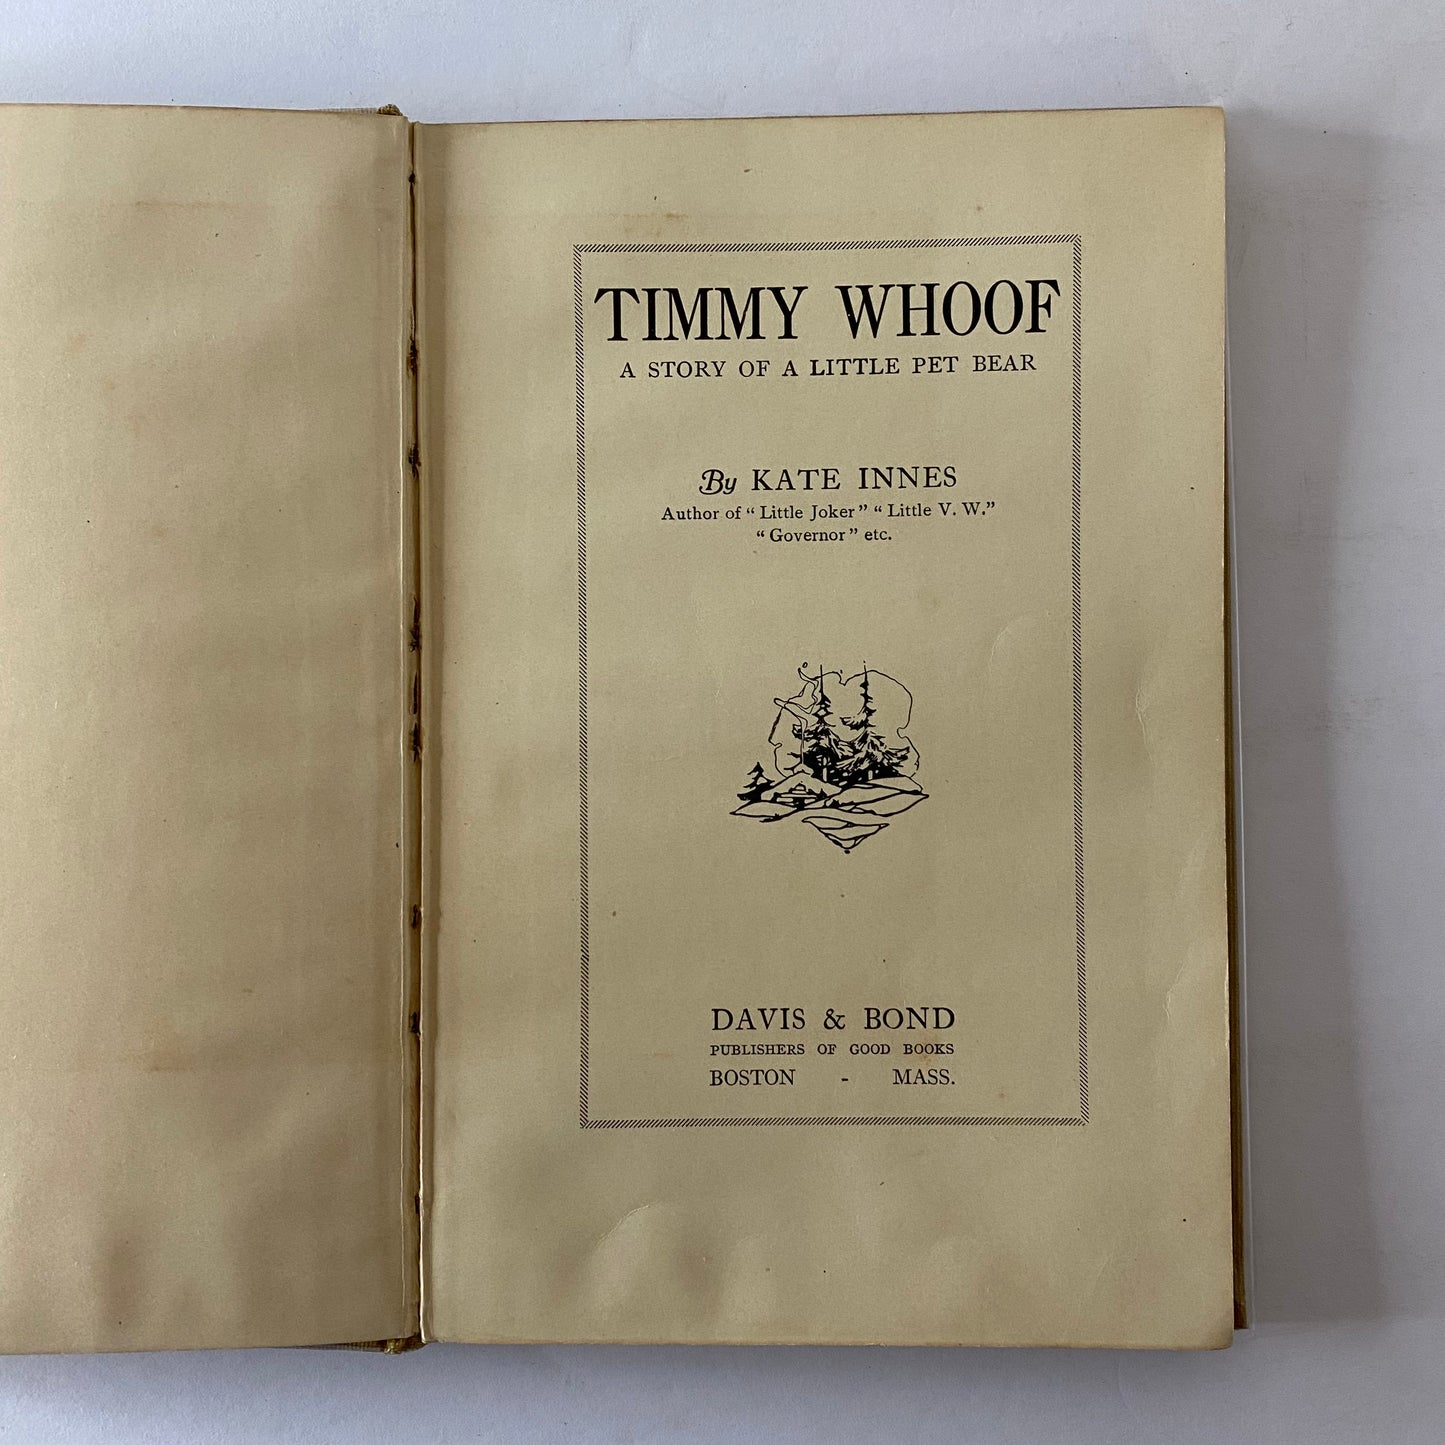 TIMMY WHOOF
A STORY OF A LITTLE PET BEAR
By KATE INNES
Author of "Little Joker" "Little V. W."
"Governor" etc.
DAVIS & BOND
PUBLISHERS OF GOOD BOOKS
BOSTON - MASS.